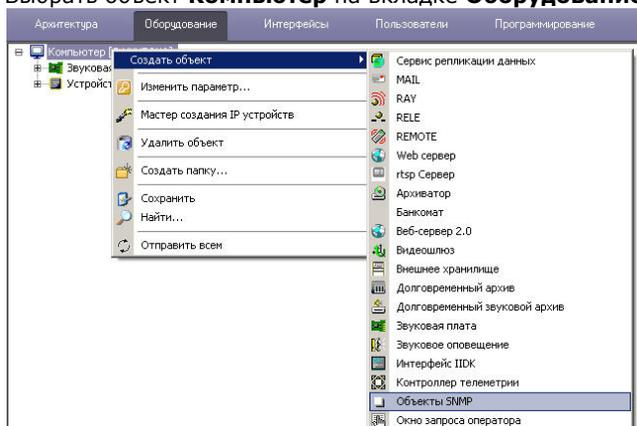 Выбрать объект Компьютер на вкладке Оборудование
Архитектура Оборудование Интерфейсы Пользователи Программирование
Компьютер
Звуковая
Устройст
Создать объект
Изменить параметр...
Мастер создания IP устройств
Удалить объект
Создать папку...
Сохранить
Найти...
Отправить всем
Сервис репликации данных
MAIL
RAY
RELE
REMOTE
Web сервер
rtsp Сервер
Архиватор
Банкомат
Веб-сервер 2.0
Видеошлюз
Внешнее хранилище
Долговременный архив
Долговременный звуковой архив
Звуковая плата
Звуковое оповещение
Интерфейс IIDK
Контроллер телеметрии
Объекты SNMP
Окно запроса оператора